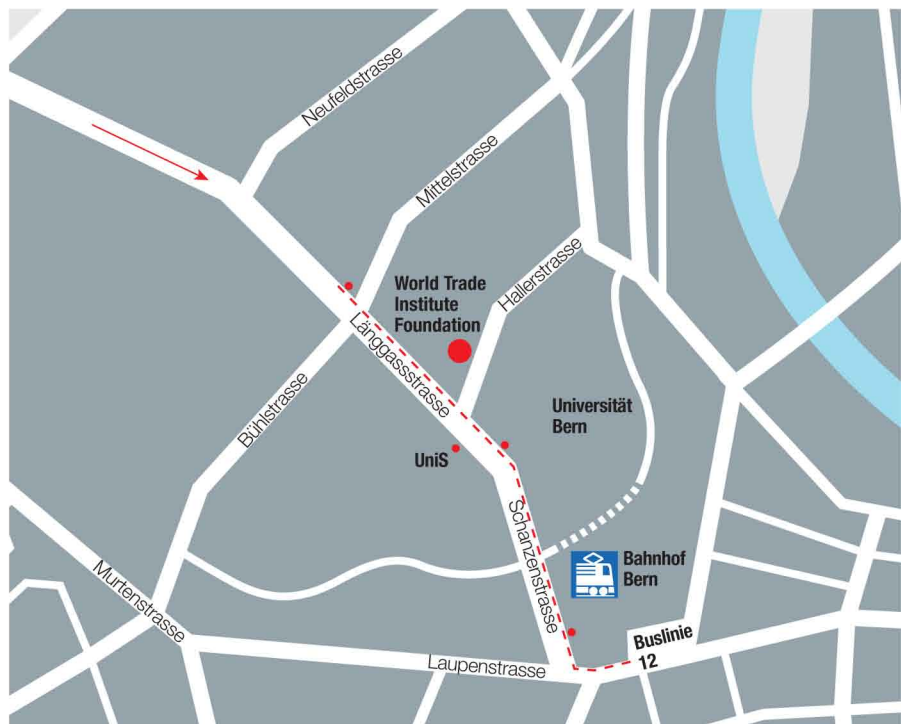 Neufeldstrasse
Mittelstrasse
World Trade
Institute
Foundation
Hallerstrasse
Länggassstrasse
Bühlstrasse
Universität
Bern
UniS
Schanzenstrasse
Bahnhof
Bern
Murtenstrasse
Buslinie
12
Laupenstrasse